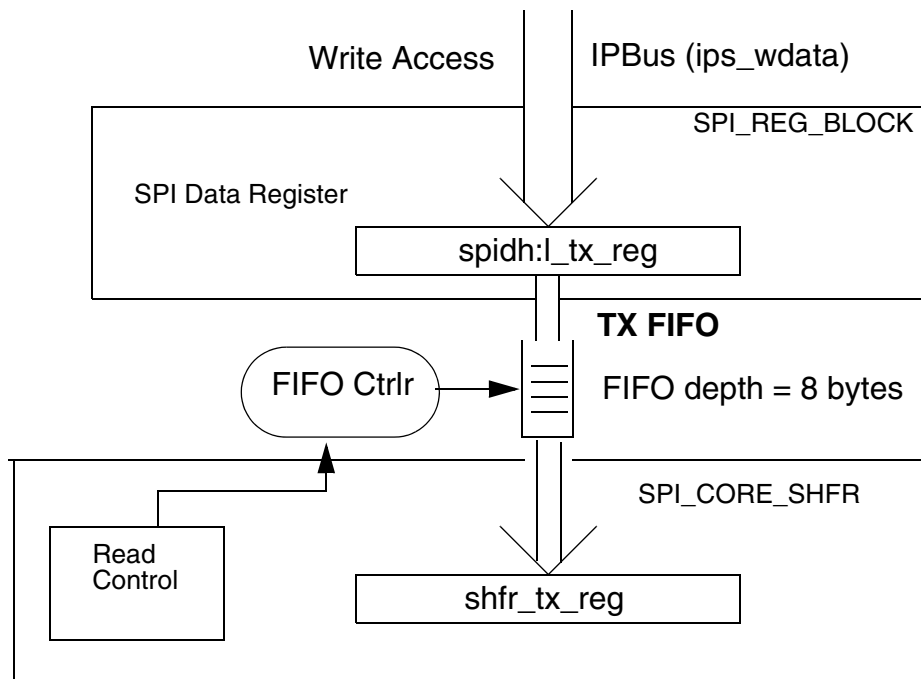 Write Access
IPBus (ips_wdata)
SPI_REG_BLOCK
SPI Data Register
spidh:l_tx_reg
TX FIFO
FIFO Ctrlr
FIFO depth = 8 bytes
SPI_CORE_SHFR
Read
Control
shfr_tx_reg